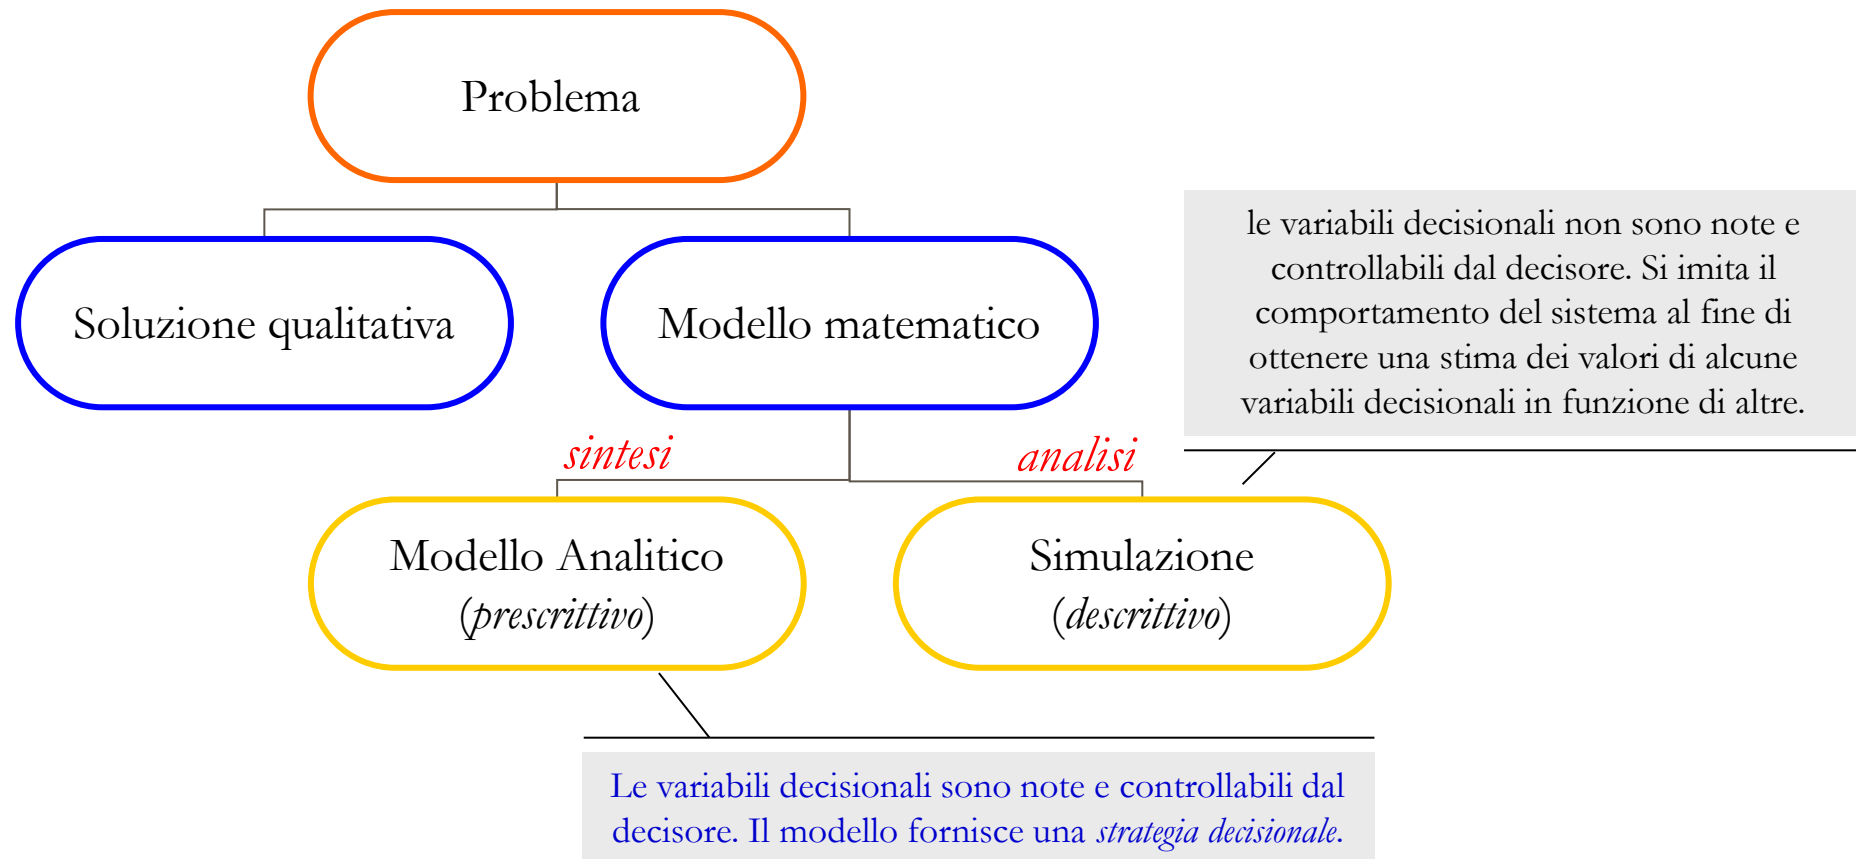 Problema
Soluzione qualitativa
Modello matematico
le variabili decisionali non sono note e
controllabili dal decisore. Si imita il
comportamento del sistema al fine di
ottenere una stima dei valori di alcune
variabili decisionali in funzione di altre.
sintesi
analisi
Modello Analitico
(prescrittivo)
Simulazione
(descrittivo)
Le variabili decisionali sono note e controllabili dal
decisore. Il modello fornisce una strategia decisionale.